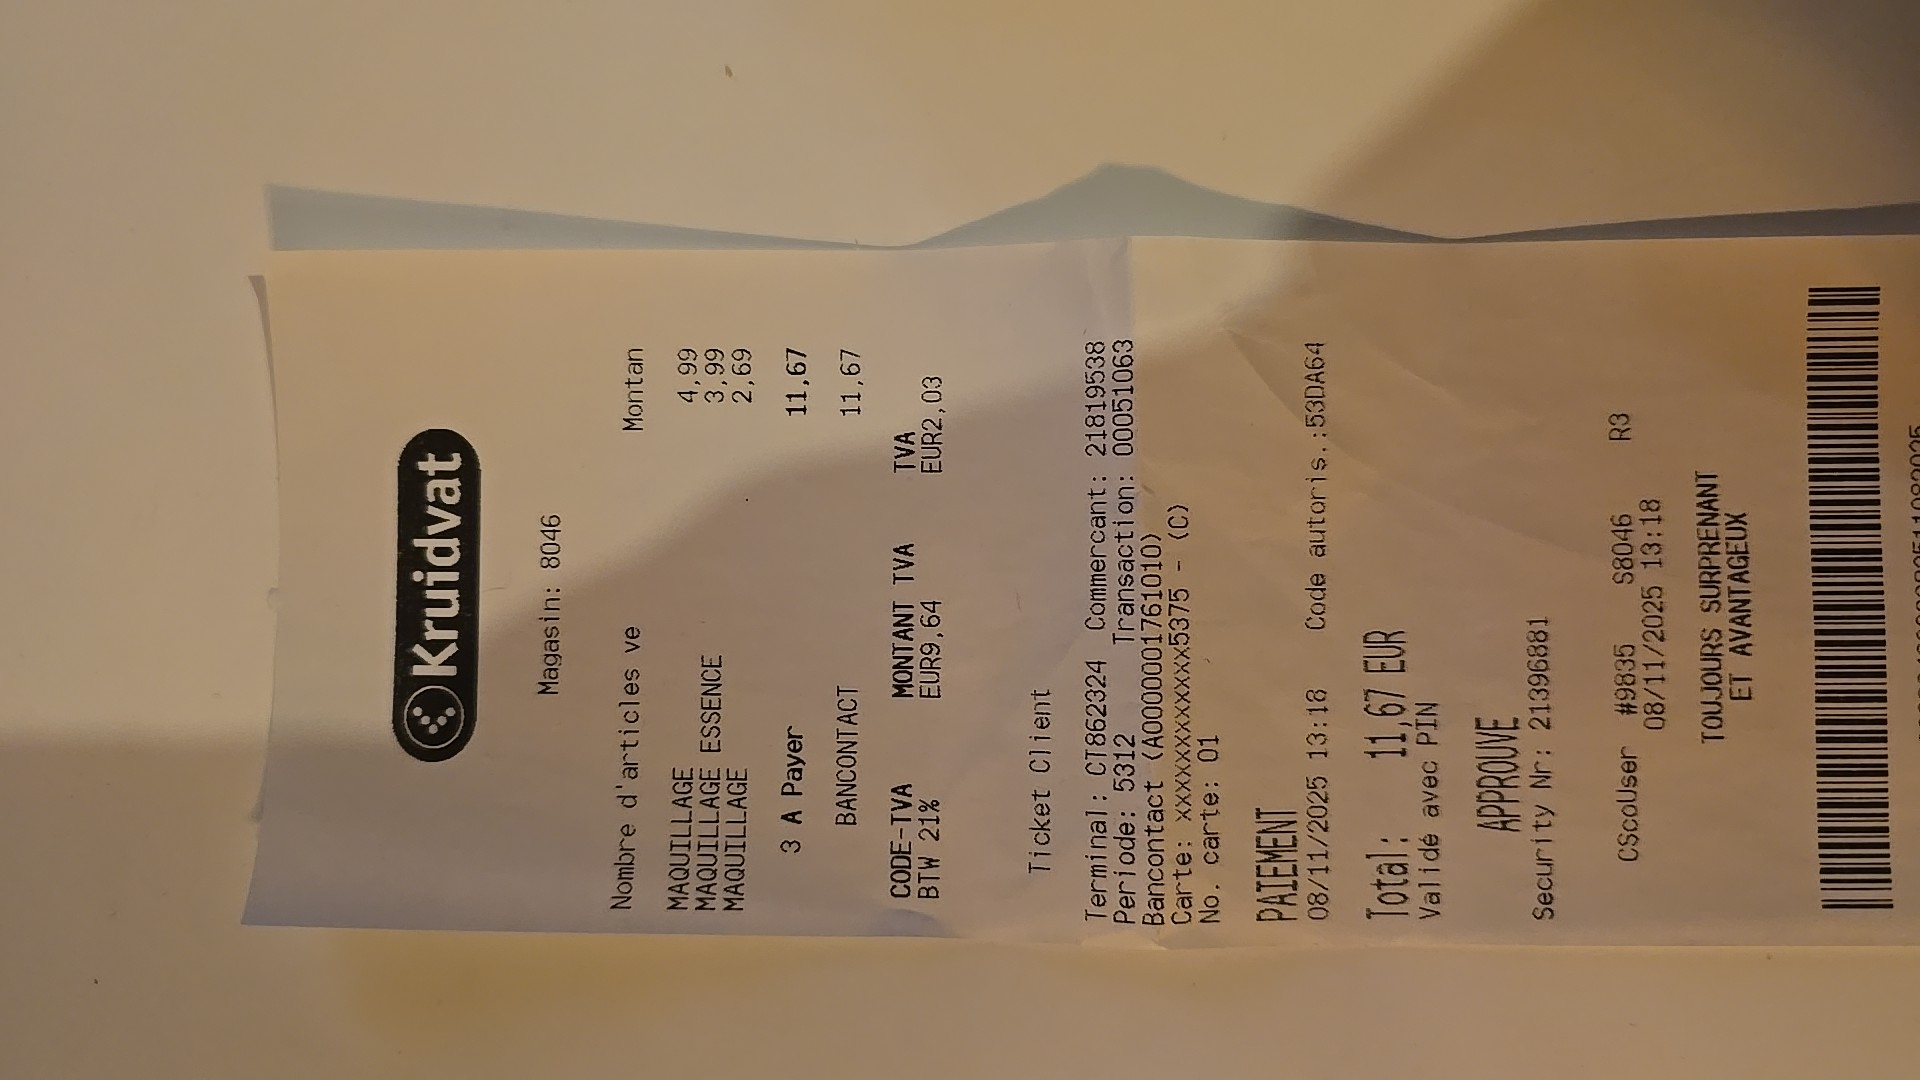 Kruidvat
Magasin: 8046
Nombre d'articles ve Montan
MAQUILLAGE 4,99
MAQUILLAGE ESSENCE 3,99
MAQUILLAGE 2,69
3 A Payer 11,67
BANCONTACT 11,67
CODE-TVA MONTANT TVA TVA
BTW 21% EUR9,64 EUR2,03
Ticket Client
Terminal: CT862324 Commercant: 21819538
Periode: 5312 Transaction: 00051063
Bancontact (A0000001761010)
Carte: xxxxxxxxxxxxx5375 - (C)
No. carte: 01
PAIEMENT
08/11/2025 13:18 Code autoris.:53DA64
Total: 11,67 EUR
Validé avec PIN
APPROUVE
Security Nr: 21396881
CScoUser #9835 S8046 R3
08/11/2025 13:18
TOUJOURS SURPRENANT
ET AVANTAGEUX